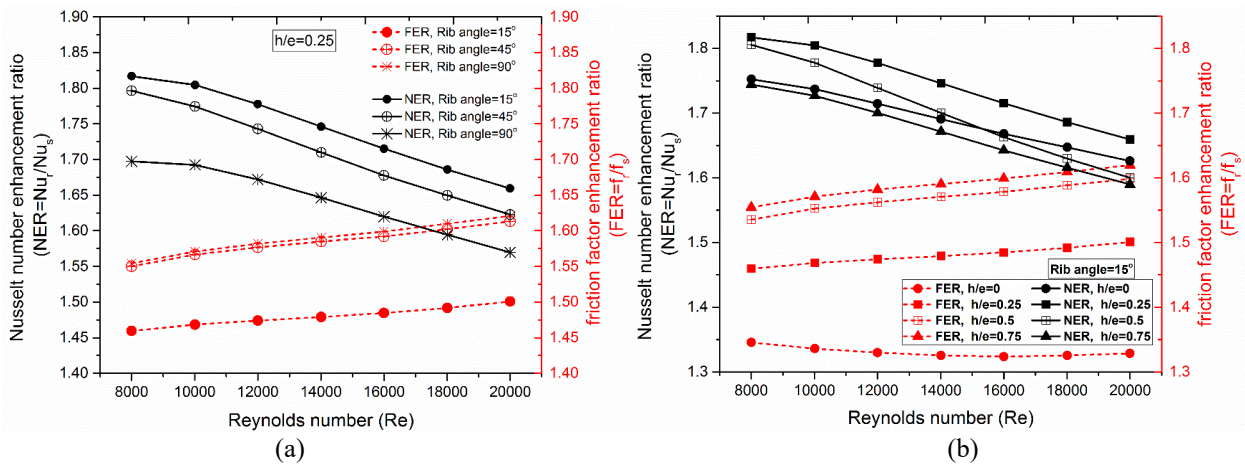 h/e=0.25
FER, Rib angle=15°
FER, Rib angle=45°
FER, Rib angle=90°
NER, Rib angle=15°
NER, Rib angle=45°
NER, Rib angle=90°
Nusselt number enhancement ratio
(NER=Nuᵣ/Nuₛ)
1.90
1.85
1.80
1.75
1.70
1.65
1.60
1.55
1.50
1.45
1.40
8000 10000 12000 14000 16000 18000 20000
Reynolds number (Re)
1.90
1.85
1.80
1.75
1.70
1.65
1.60
1.55
1.50
1.45
1.40
friction factor enhancement ratio
(FER=fᵣ/fₛ)
(a)
Nusselt number enhancement ratio
(NER=Nuᵣ/Nuₛ)
1.8
1.7
1.6
1.5
1.4
1.3
Rib angle=15°
FER, h/e=0 NER, h/e=0
FER, h/e=0.25 NER, h/e=0.25
FER, h/e=0.5 NER, h/e=0.5
FER, h/e=0.75 NER, h/e=0.75
8000 10000 12000 14000 16000 18000 20000
Reynolds number (Re)
1.8
1.7
1.6
1.5
1.4
1.3
friction factor enhancement ratio
(FER=fᵣ/fₛ)
(b)